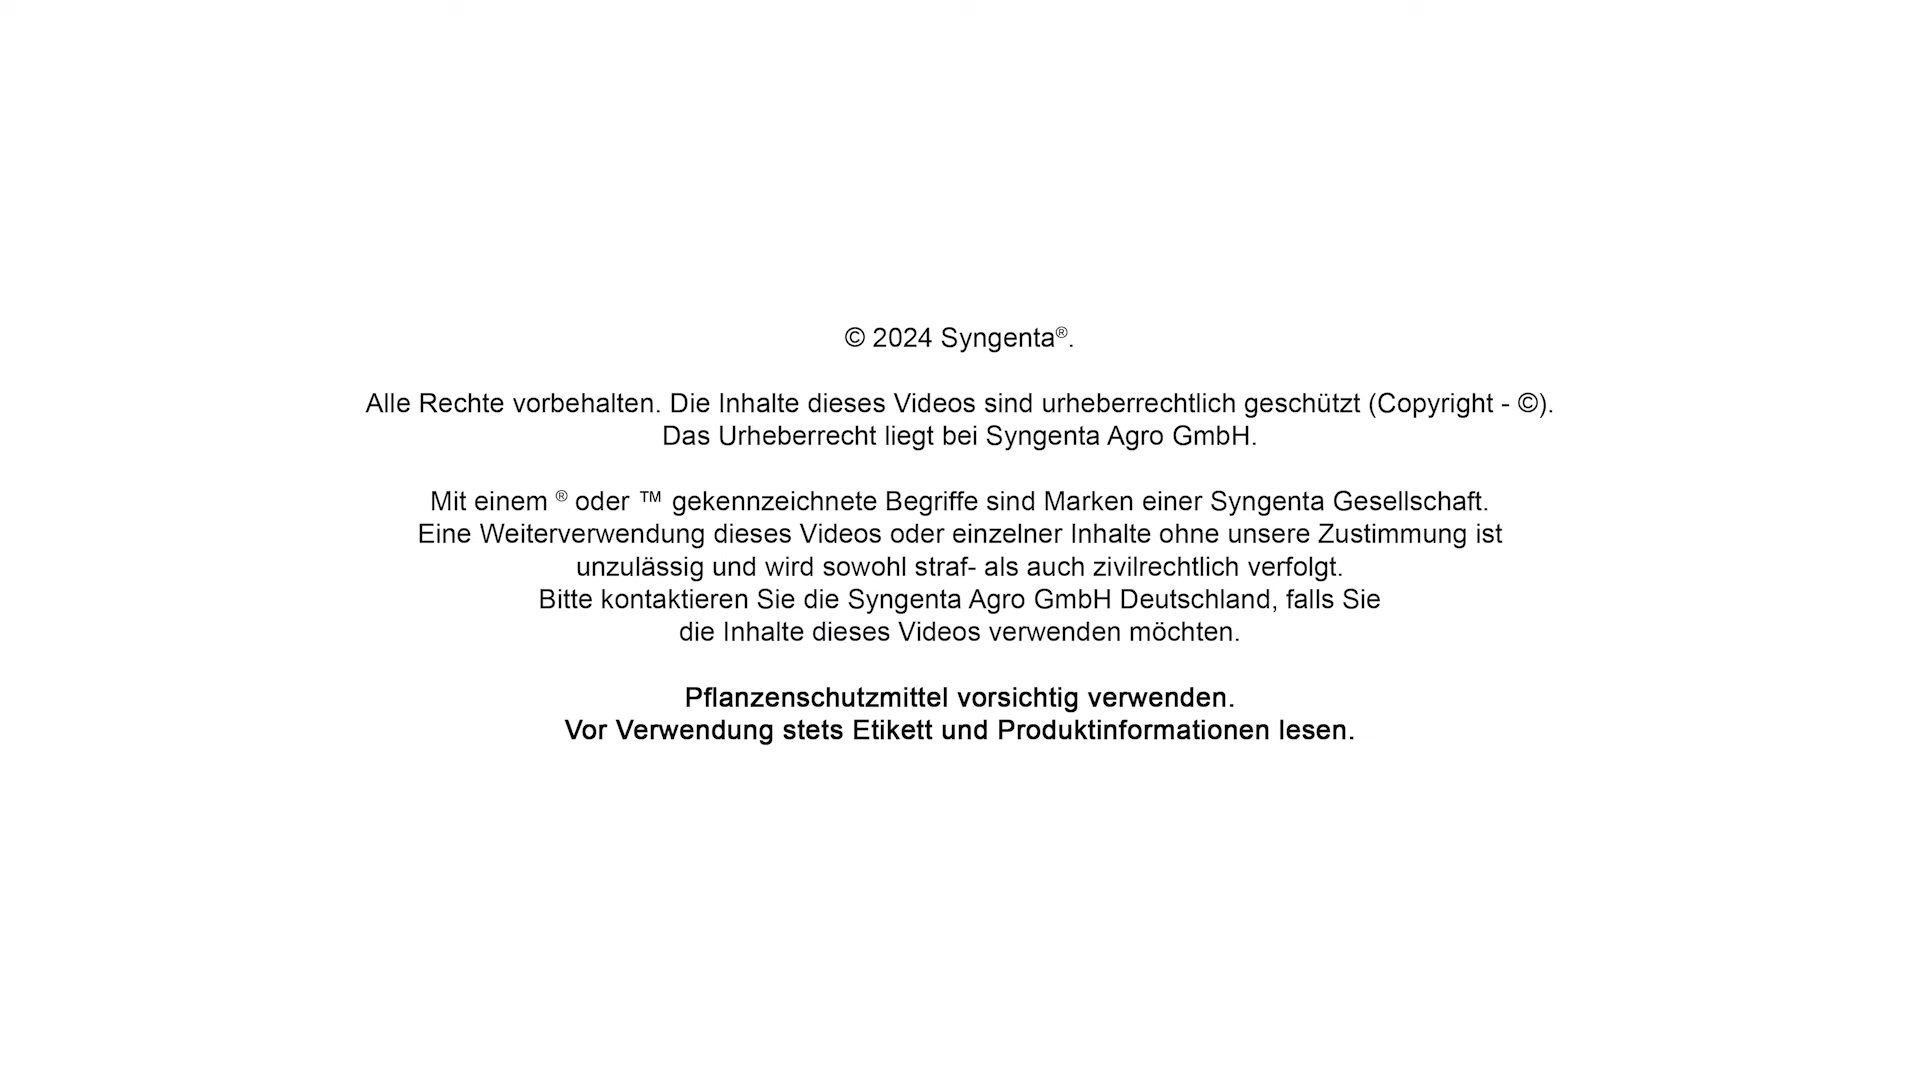 © 2024 Syngenta®.
Alle Rechte vorbehalten. Die Inhalte dieses Videos sind urheberrechtlich geschützt (Copyright - ©).
Das Urheberrecht liegt bei Syngenta Agro GmbH.
Mit einem ® oder ™ gekennzeichnete Begriffe sind Marken einer Syngenta Gesellschaft.
Eine Weiterverwendung dieses Videos oder einzelner Inhalte ohne unsere Zustimmung ist
unzulässig und wird sowohl straf- als auch zivilrechtlich verfolgt.
Bitte kontaktieren Sie die Syngenta Agro GmbH Deutschland, falls Sie
die Inhalte dieses Videos verwenden möchten.
Pflanzenschutzmittel vorsichtig verwenden.
Vor Verwendung stets Etikett und Produktinformationen lesen.